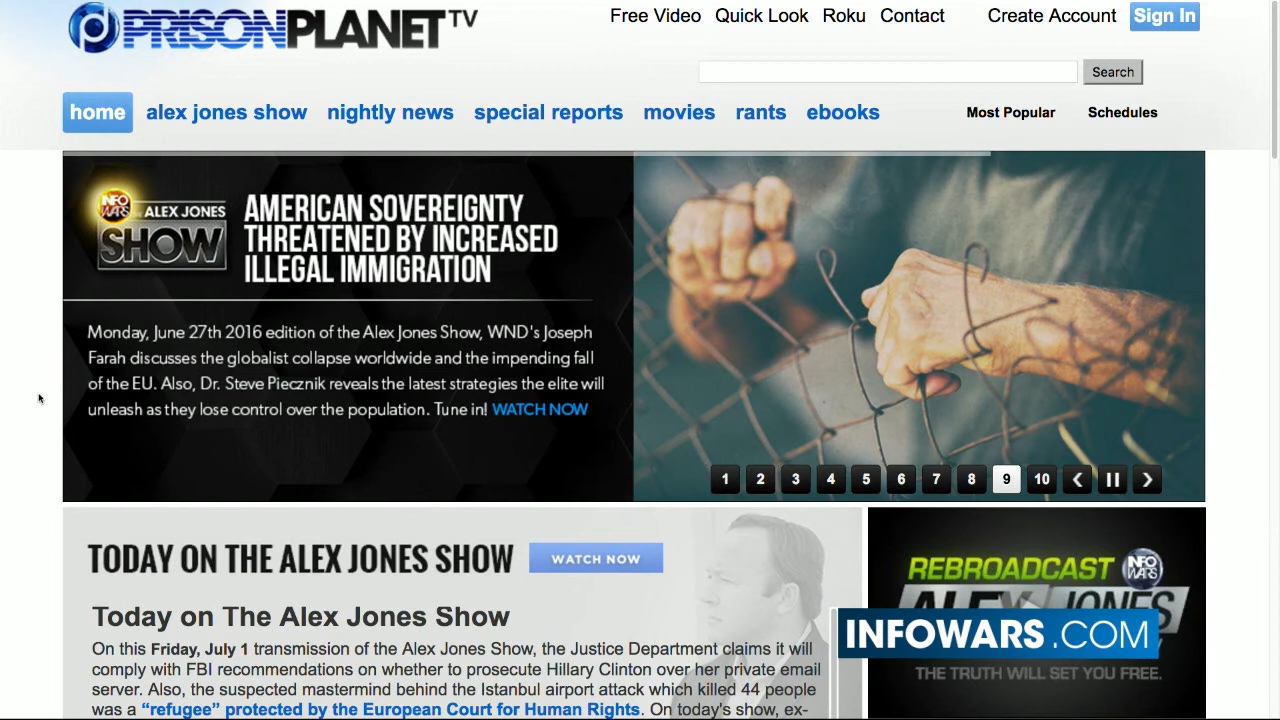 PRISONPLANET TV
Free Video Quick Look Roku Contact Create Account Sign In
Search
home alex jones show nightly news special reports movies rants ebooks Most Popular Schedules
INFO WARS
ALEX JONES
SHOW
AMERICAN SOVEREIGNTY
THREATENED BY INCREASED
ILLEGAL IMMIGRATION
Monday, June 27th 2016 edition of the Alex Jones Show, WND's Joseph
Farah discusses the globalist collapse worldwide and the impending fall
of the EU. Also, Dr. Steve Piecznik reveals the latest strategies the elite will
unleash as they lose control over the population. Tune in! WATCH NOW
1 2 3 4 5 6 7 8 9 10
TODAY ON THE ALEX JONES SHOW WATCH NOW
Today on The Alex Jones Show
On this Friday, July 1 transmission of the Alex Jones Show, the Justice Department claims it will
comply with FBI recommendations on whether to prosecute Hillary Clinton over her private email
server. Also, the suspected mastermind behind the Istanbul airport attack which killed 44 people
was a “refugee” protected by the European Court for Human Rights. On today's show, ex-
REBROADCAST INFO WARS
ALEX JONES
INFOWARS.COM
THE TRUTH WILL SET YOU FREE.